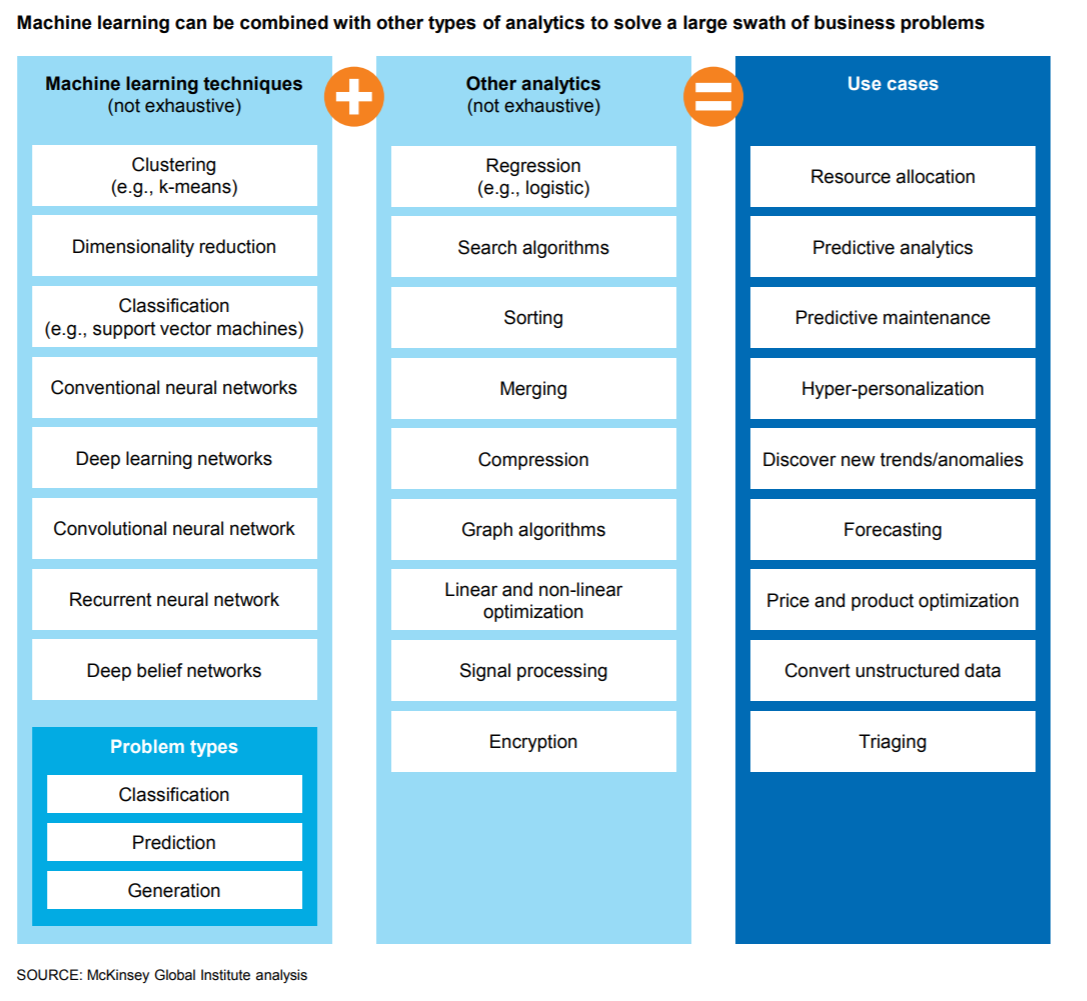 Machine learning can be combined with other types of analytics to solve a large swath of business problems
Machine learning techniques
(not exhaustive)
Clustering
(e.g., k-means)
Dimensionality reduction
Classification
(e.g., support vector machines)
Conventional neural networks
Deep learning networks
Convolutional neural network
Recurrent neural network
Deep belief networks
Problem types
Classification
Prediction
Generation
+
Other analytics
(not exhaustive)
Regression
(e.g., logistic)
Search algorithms
Sorting
Merging
Compression
Graph algorithms
Linear and non-linear
optimization
Signal processing
Encryption
=
Use cases
Resource allocation
Predictive analytics
Predictive maintenance
Hyper-personalization
Discover new trends/anomalies
Forecasting
Price and product optimization
Convert unstructured data
Triaging
SOURCE: McKinsey Global Institute analysis